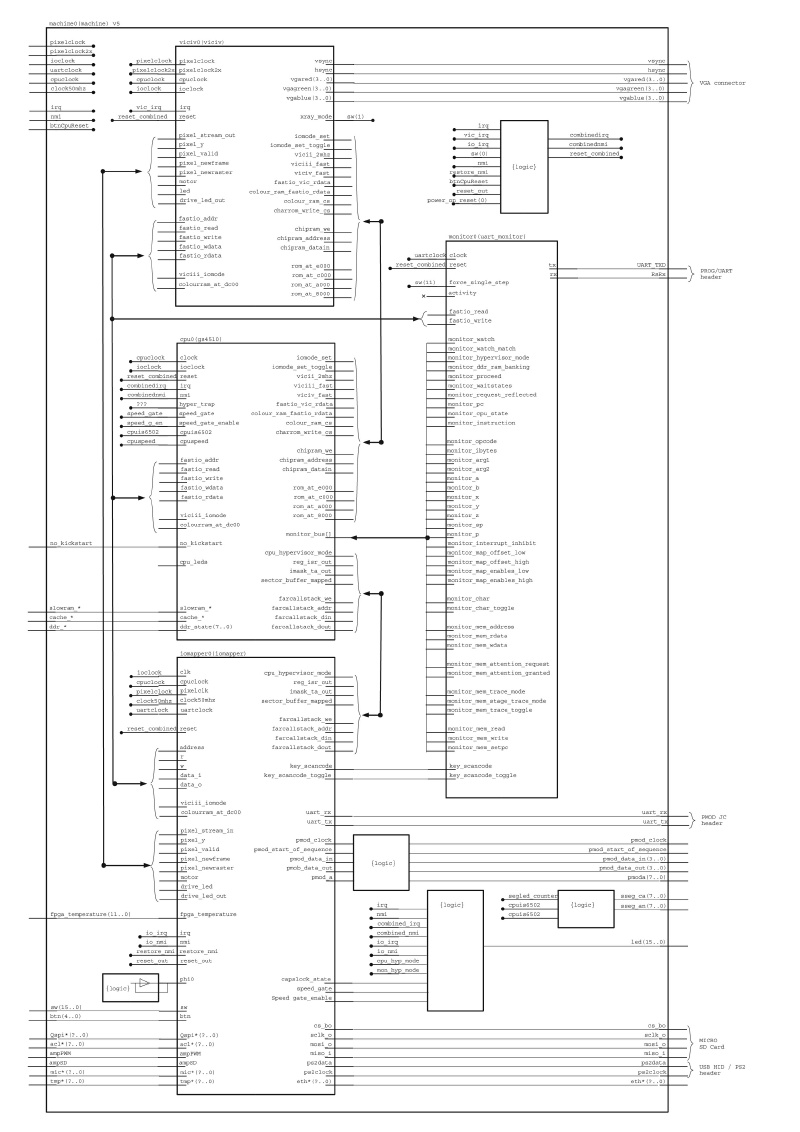 machine0(machine) v5
pixelclock
pixelclock2x
ioclock
uartclock
cpuclock
clock50mhz
irq
nmi
btnCpuReset
viciv0(viciv)
pixelclock pixelclock
pixelclock2x pixelclock2x
cpuclock cpuclock
ioclock ioclock
vic_irq irq
reset_combined reset
pixel_stream_out
pixel_y
pixel_valid
pixel_newframe
pixel_newraster
motor
led
drive_led_out
fastio_addr
fastio_read
fastio_write
fastio_wdata
fastio_rdata
viciii_iomode
colourram_at_dc00
vsync
hsync
vgared(3..0)
vgagreen(3..0)
vgablue(3..0)
xray_mode sw(1)
iomode_set
iomode_set_toggle
vicii_2mhz
viciii_fast
viciv_fast
fastio_vic_rdata
colour_ram_fastio_rdata
colour_ram_cs
charrom_write_cs
chipram_we
chipram_address
chipram_datain
rom_at_e000
rom_at_c000
rom_at_a000
rom_at_8000
vsync
hsync
vgared(3..0)
vgagreen(3..0)
vgablue(3..0)
VGA connector
irq
vic_irq
io_irq
sw(0)
nmi
restore_nmi
btnCpuReset
reset_out
power_on_reset(0)
{logic}
combinedirq
combinednmi
reset_combined
monitor0(uart_monitor)
uartclock clock
reset_combined reset
sw(11) force_single_step
activity
fastio_read
fastio_write
tx
rx
UART_TXD
RsRx
PROG/UART
header
monitor_watch
monitor_watch_match
monitor_hypervisor_mode
monitor_ddr_ram_banking
monitor_proceed
monitor_waitstates
monitor_request_reflected
monitor_pc
monitor_cpu_state
monitor_instruction
monitor_opcode
monitor_ibytes
monitor_arg1
monitor_arg2
monitor_a
monitor_b
monitor_x
monitor_y
monitor_z
monitor_sp
monitor_p
monitor_interrupt_inhibit
monitor_map_offset_low
monitor_map_offset_high
monitor_map_enables_low
monitor_map_enables_high
monitor_char
monitor_char_toggle
monitor_mem_address
monitor_mem_rdata
monitor_mem_wdata
monitor_mem_attention_request
monitor_mem_attention_granted
monitor_mem_trace_mode
monitor_mem_stage_trace_mode
monitor_mem_trace_toggle
monitor_mem_read
monitor_mem_write
monitor_mem_setpc
key_scancode
key_scancode_toggle
cpu0(gs4510)
cpuclock clock
ioclock ioclock
reset_combined reset
combinedirq irq
combinednmi nmi
??? hyper_trap
speed_gate speed_gate
speed_g_en speed_gate_enable
cpuis6502 cpuis6502
cpuspeed cpuspeed
fastio_addr
fastio_read
fastio_write
fastio_wdata
fastio_rdata
viciii_iomode
colourram_at_dc00
no_kickstart no_kickstart
cpu_leds
slowram_* slowram_*
cache_* cache_*
ddr_* ddr_state(7..0)
iomode_set
iomode_set_toggle
vicii_2mhz
viciii_fast
viciv_fast
fastio_vic_rdata
colour_ram_fastio_rdata
colour_ram_cs
charrom_write_cs
chipram_we
chipram_address
chipram_datain
rom_at_e000
rom_at_c000
rom_at_a000
rom_at_8000
monitor_bus[]
cpu_hypervisor_mode
reg_isr_out
imask_ta_out
sector_buffer_mapped
farcallstack_we
farcallstack_addr
farcallstack_din
farcallstack_dout
iomapper0(iomapper)
ioclock clk
cpuclock cpuclock
pixelclock pixelclk
clock50mhz clock50mhz
uartclock uartclock
reset_combined reset
address
r
w
data_i
data_o
viciii_iomode
colourram_at_dc00
pixel_stream_in
pixel_y
pixel_valid
pixel_newframe
pixel_newraster
motor
drive_led
drive_led_out
fpga_temperature(11..0) fpga_temperature
io_irq irq
io_nmi nmi
restore_nmi restore_nmi
reset_out reset_out
{logic} phi0
sw(15..0) sw
btn(4..0) btn
Qspi*(?..0) Qspi*(?..0)
acl*(?..0) acl*(?..0)
ampPWM ampPWM
ampSD ampSD
mic*(?..0) mic*(?..0)
tmp*(?..0) tmp*(?..0)
cpu_hypervisor_mode
reg_isr_out
imask_ta_out
sector_buffer_mapped
farcallstack_we
farcallstack_addr
farcallstack_din
farcallstack_dout
key_scancode
key_scancode_toggle
uart_rx
uart_tx
pmod_clock
pmod_start_of_sequence
pmod_data_in
pmob_data_out
pmod_a
{logic}
uart_rx
uart_tx
PMOD JC
header
pmod_clock
pmod_start_of_sequence
pmod_data_in(3..0)
pmod_data_out(3..0)
pmoda(7..0)
irq
nmi
combined_irq
combined_nmi
io_irq
io_nmi
cpu_hyp_mode
mon_hyp_mode
{logic}
segled_counter
cpuis6502
cpuis6502
{logic}
sseg_ca(7..0)
sseg_an(7..0)
led(15..0)
capslock_state
speed_gate
Speed gate_enable
cs_bo
sclk_o
mosi_o
miso_i
ps2data
ps2clock
eth*(?..0)
cs_bo
sclk_o
mosi_o
miso_i
ps2data
ps2clock
eth*(?..0)
MICRO
SD Card
USB HID / PS2
header